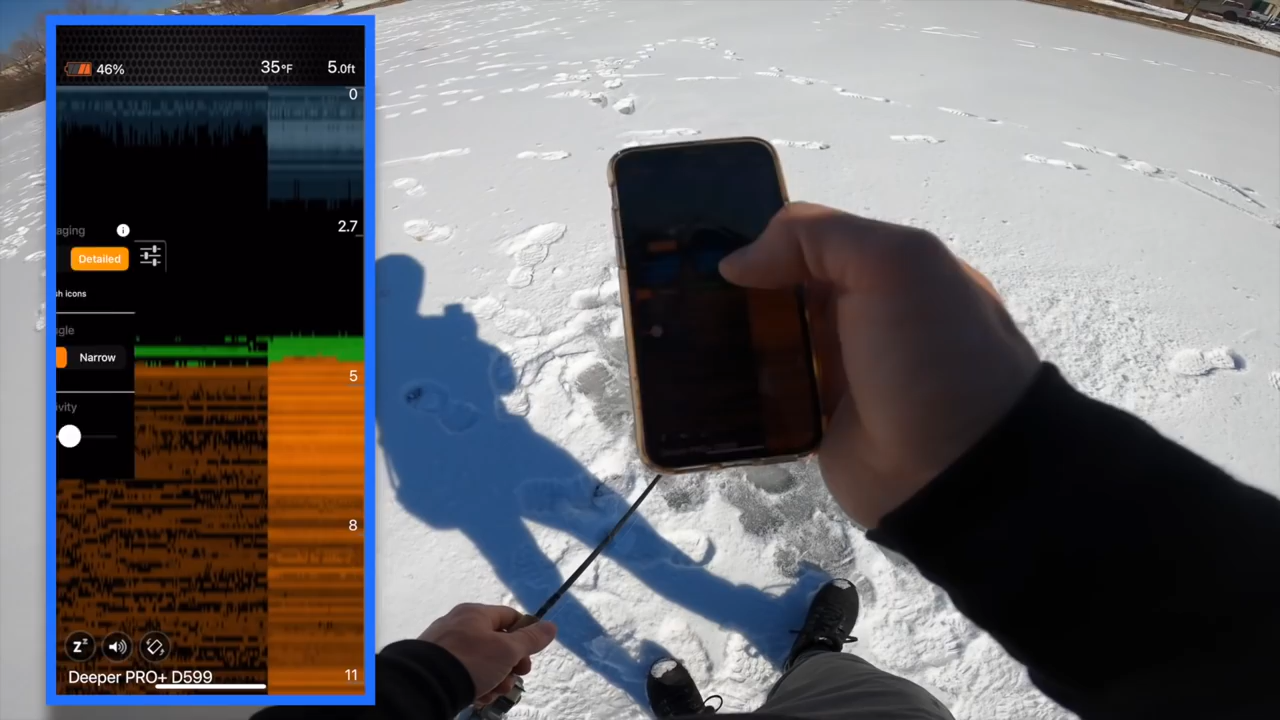 46% 35°F 5.0ft
0
2.7
aging i
Detailed
h icons
gle
Narrow
5
vity
8
Zzz
Deeper PRO+ D599
11